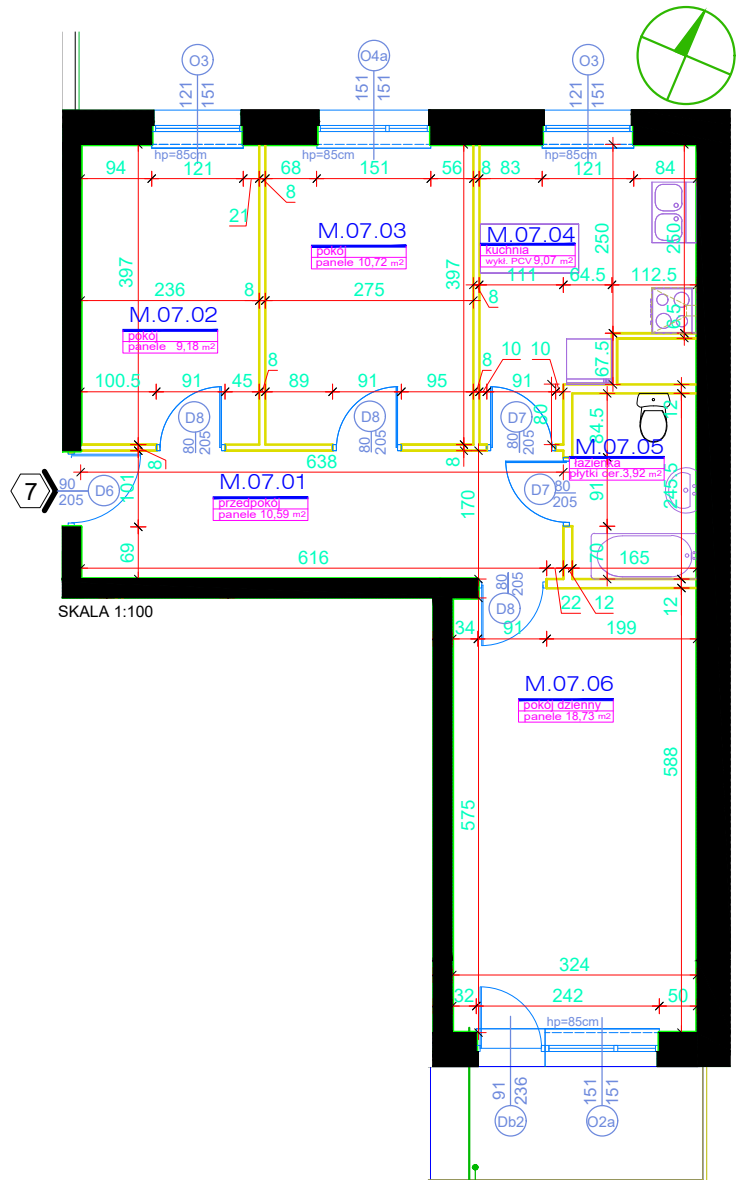 O3
121
151
O4a
151
151
O3
121
151
hp=85cm
hp=85cm
hp=85cm
94
121
68
151
56
8
83
121
84
21
8
M.07.03
pokój
panele 10,72 m2
M.07.04
kuchnia
wykł. PCV 9,07 m2
250
250
397
397
236
8
275
8
111
64.5
112.5
M.07.02
pokój
panele 9,18 m2
8.5
67.5
8
8
10
10
100.5
91
45
89
91
95
91
80
12
D8
80
205
D8
80
205
D7
80
205
84.5
M.07.05
łazienka
płytki cer.3,92 m2
638
8
8
101
7
90
205
D6
M.07.01
przedpokój
panele 10,59 m2
170
D7
80
205
91
245.5
69
616
70
165
80
205
D8
22
12
12
SKALA 1:100
34
91
199
M.07.06
pokój dzienny
panele 18,73 m2
588
575
324
32
242
50
hp=85cm
91
236
Db2
151
151
O2a